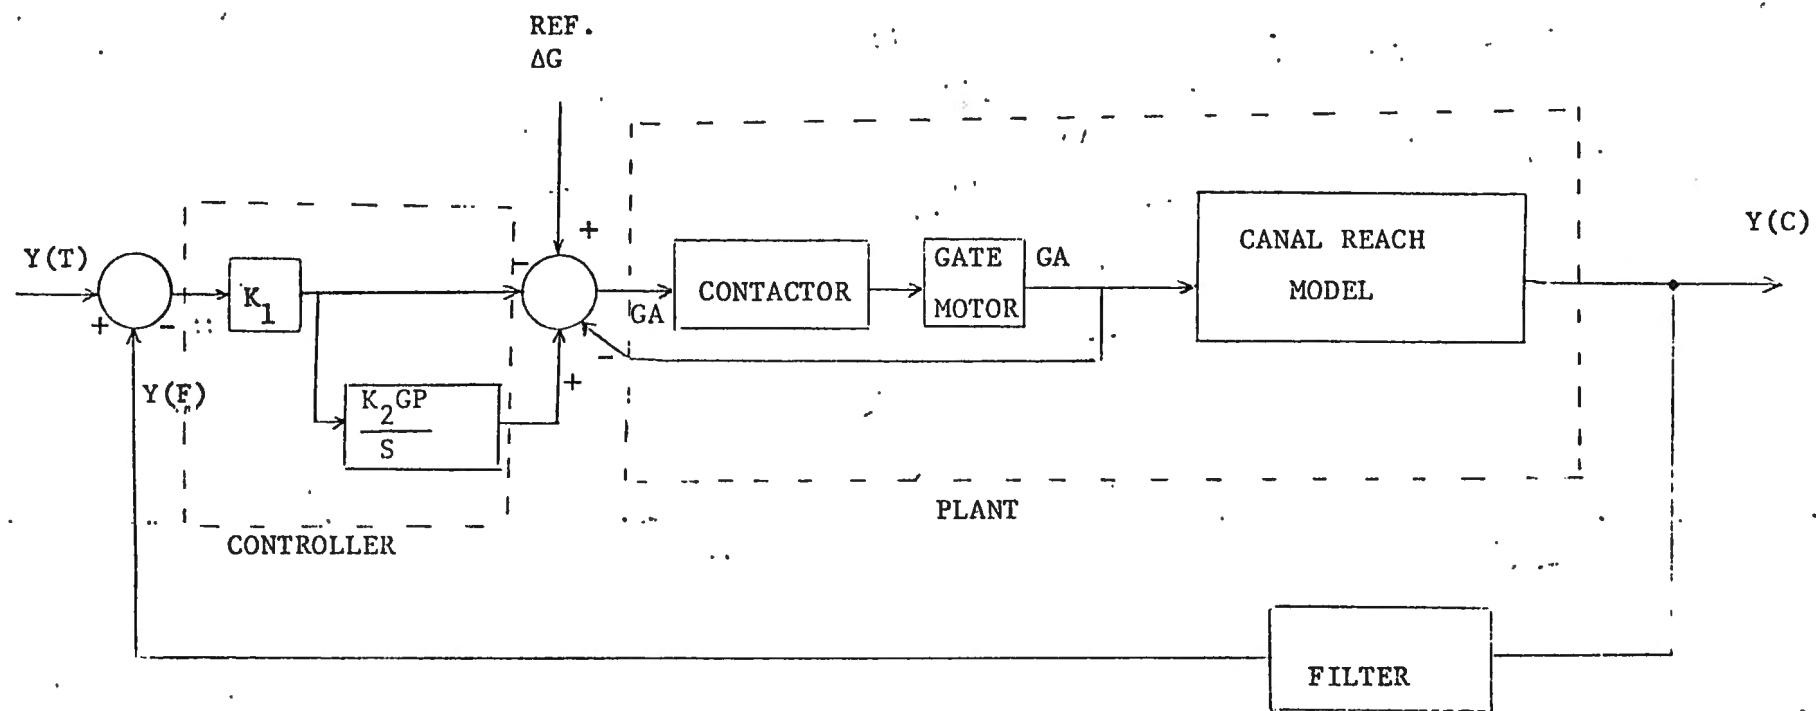 REF.
ΔG
Y(T)
+
-
K1
-
+
GA
CONTACTOR
GATE
MOTOR
GA
CANAL REACH
MODEL
Y(C)
-
+
Y(F)
K2GP
S
PLANT
CONTROLLER
FILTER